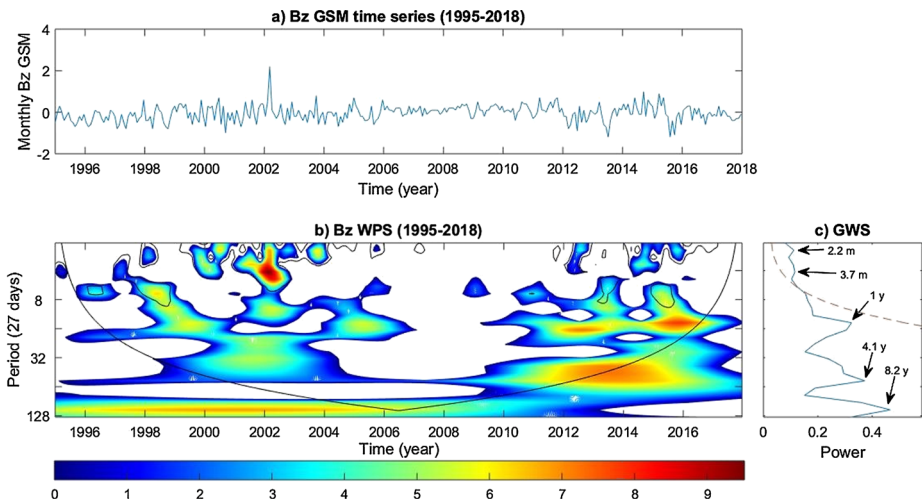 a) Bz GSM time series (1995-2018)
Monthly Bz GSM
4
2
0
-2
1996 1998 2000 2002 2004 2006 2008 2010 2012 2014 2016 2018
Time (year)
b) Bz WPS (1995-2018)
Period (27 days)
8
32
128
1996 1998 2000 2002 2004 2006 2008 2010 2012 2014 2016
Time (year)
0 1 2 3 4 5 6 7 8 9
c) GWS
2.2 m
3.7 m
1 y
4.1 y
8.2 y
0 0.2 0.4
Power